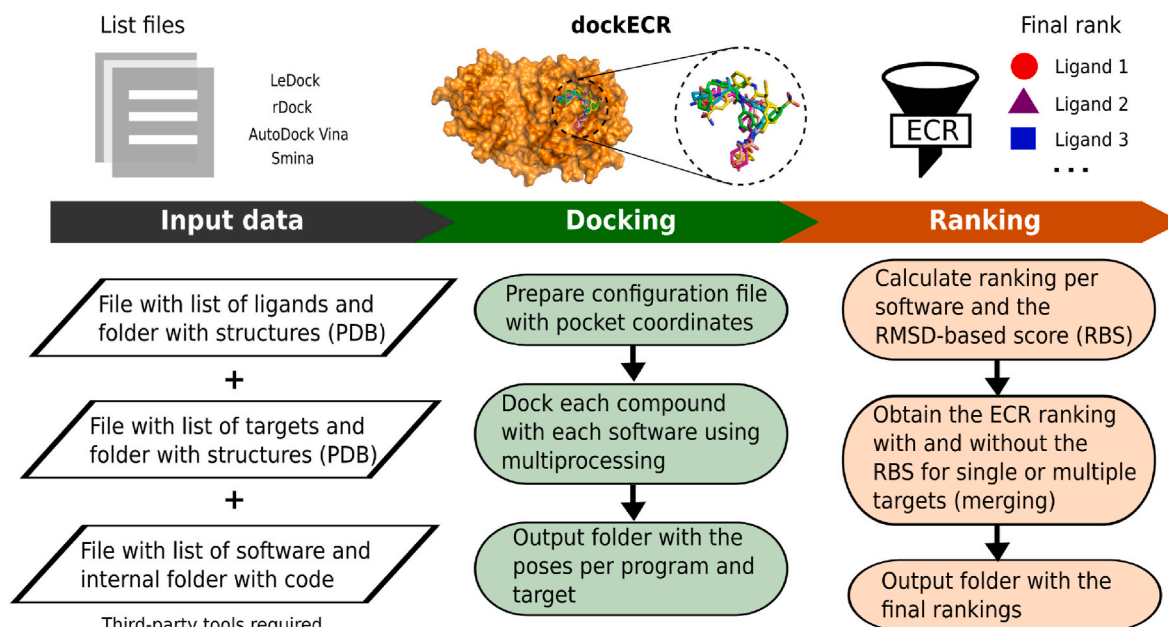 List files
LeDock
rDock
AutoDock Vina
Smina
dockECR
Final rank
Ligand 1
Ligand 2
Ligand 3
...
ECR
Input data
Docking
Ranking
File with list of ligands and
folder with structures (PDB)
+
File with list of targets and
folder with structures (PDB)
+
File with list of software and
internal folder with code
Third-party tools required
Prepare configuration file
with pocket coordinates
Dock each compound
with each software using
multiprocessing
Output folder with the
poses per program and
target
Calculate ranking per
software and the
RMSD-based score (RBS)
Obtain the ECR ranking
with and without the
RBS for single or multiple
targets (merging)
Output folder with the
final rankings